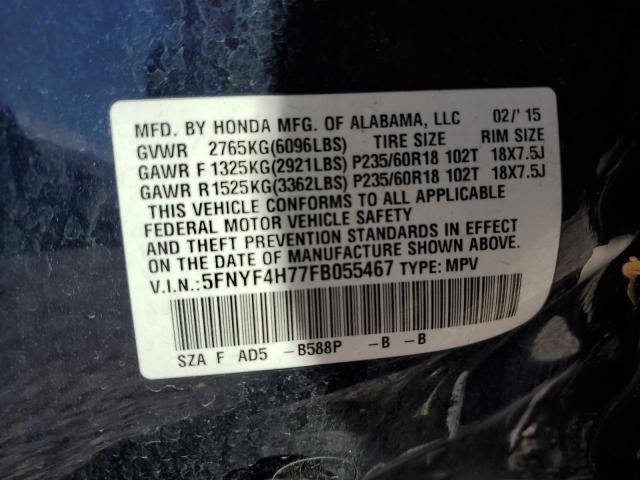 MFD. BY HONDA MFG. OF ALABAMA, LLC 02/' 15
GVWR 2765KG(6096LBS) TIRE SIZE RIM SIZE
GAWR F 1325KG(2921LBS) P235/60R18 102T 18X7.5J
GAWR R1525KG(3362LBS) P235/60R18 102T 18X7.5J
THIS VEHICLE CONFORMS TO ALL APPLICABLE
FEDERAL MOTOR VEHICLE SAFETY
AND THEFT PREVENTION STANDARDS IN EFFECT
ON THE DATE OF MANUFACTURE SHOWN ABOVE.
V.I.N.:5FNYF4H77FB055467 TYPE: MPV
SZA F AD5 -B588P -B -B